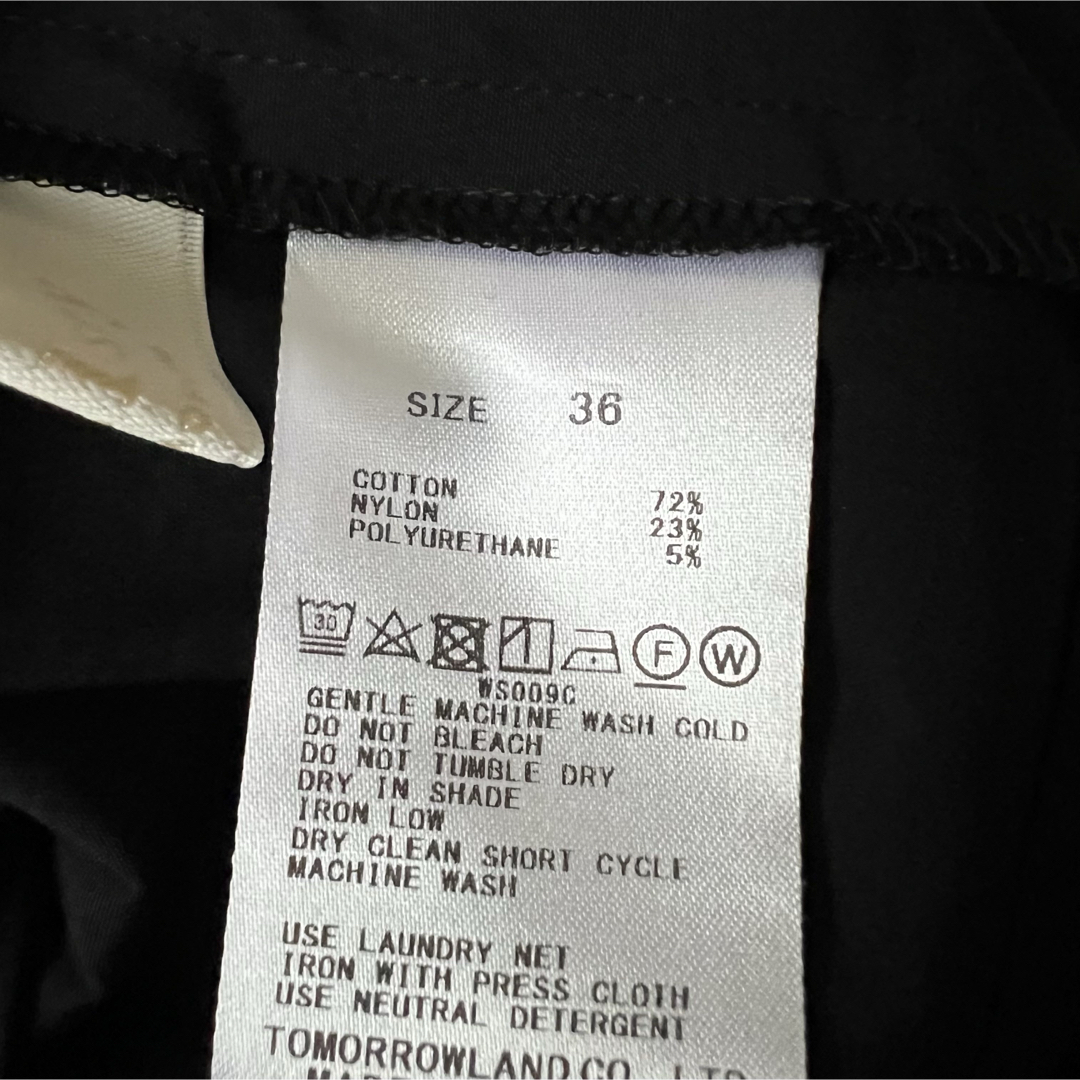 SIZE 36
COTTON 72%
NYLON 23%
POLYURETHANE 5%
30 F W
WS009C
GENTLE MACHINE WASH COLD
DO NOT BLEACH
DO NOT TUMBLE DRY
DRY IN SHADE
IRON LOW
DRY CLEAN SHORT CYCLE
MACHINE WASH
USE LAUNDRY NET
IRON WITH PRESS CLOTH
USE NEUTRAL DETERGENT
TOMORROWLAND CO., LTD